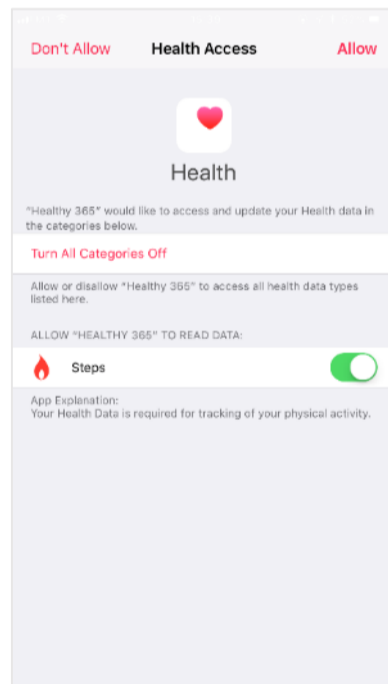 Don't Allow Health Access Allow
Health
"Healthy 365" would like to access and update your Health data in
the categories below.
Turn All Categories Off
Allow or disallow "Healthy 365" to access all health data types
listed here.
ALLOW "HEALTHY 365" TO READ DATA:
Steps
App Explanation:
Your Health Data is required for tracking of your physical activity.